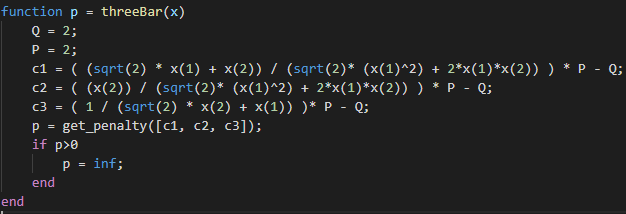 function p = threeBar(x)
Q = 2;
P = 2;
c1 = ( (sqrt(2) * x(1) + x(2)) / (sqrt(2)* (x(1)^2) + 2*x(1)*x(2)) ) * P - Q;
c2 = ( (x(2)) / (sqrt(2)* (x(1)^2) + 2*x(1)*x(2)) ) * P - Q;
c3 = ( 1 / (sqrt(2) * x(2) + x(1)) )* P - Q;
p = get_penalty([c1, c2, c3]);
if p>0
p = inf;
end
end